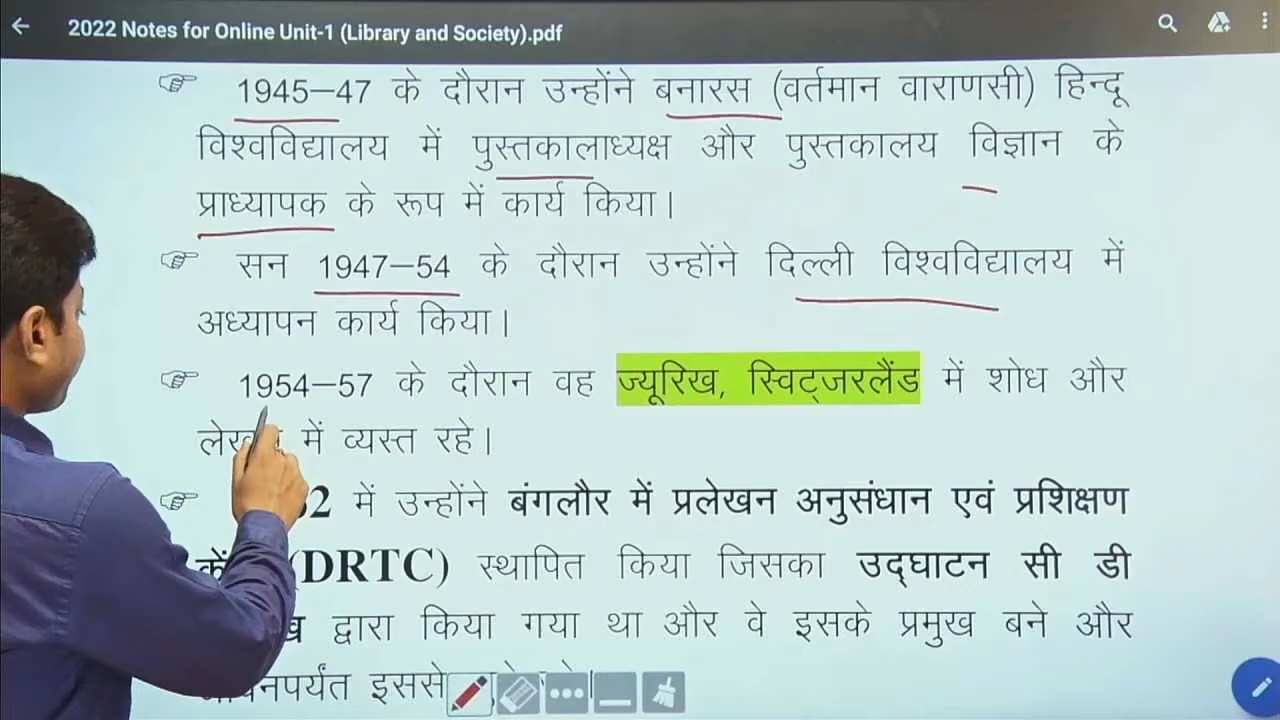 2022 Notes for Online Unit-1 (Library and Society).pdf
1945–47 के दौरान उन्होंने बनारस (वर्तमान वाराणसी) हिन्दू
विश्वविद्यालय में पुस्तकालाध्यक्ष और पुस्तकालय विज्ञान के
प्राध्यापक के रूप में कार्य किया।
सन 1947–54 के दौरान उन्होंने दिल्ली विश्वविद्यालय में
अध्यापन कार्य किया।
1954–57 के दौरान वह ज्यूरिख, स्विट्जरलैंड में शोध और
में व्यस्त रहे।
में उन्होंने बंगलौर में प्रलेखन अनुसंधान एवं प्रशिक्षण
(DRTC) स्थापित किया जिसका उद्घाटन सी डी
द्वारा किया गया था और वे इसके प्रमुख बने और
इससे